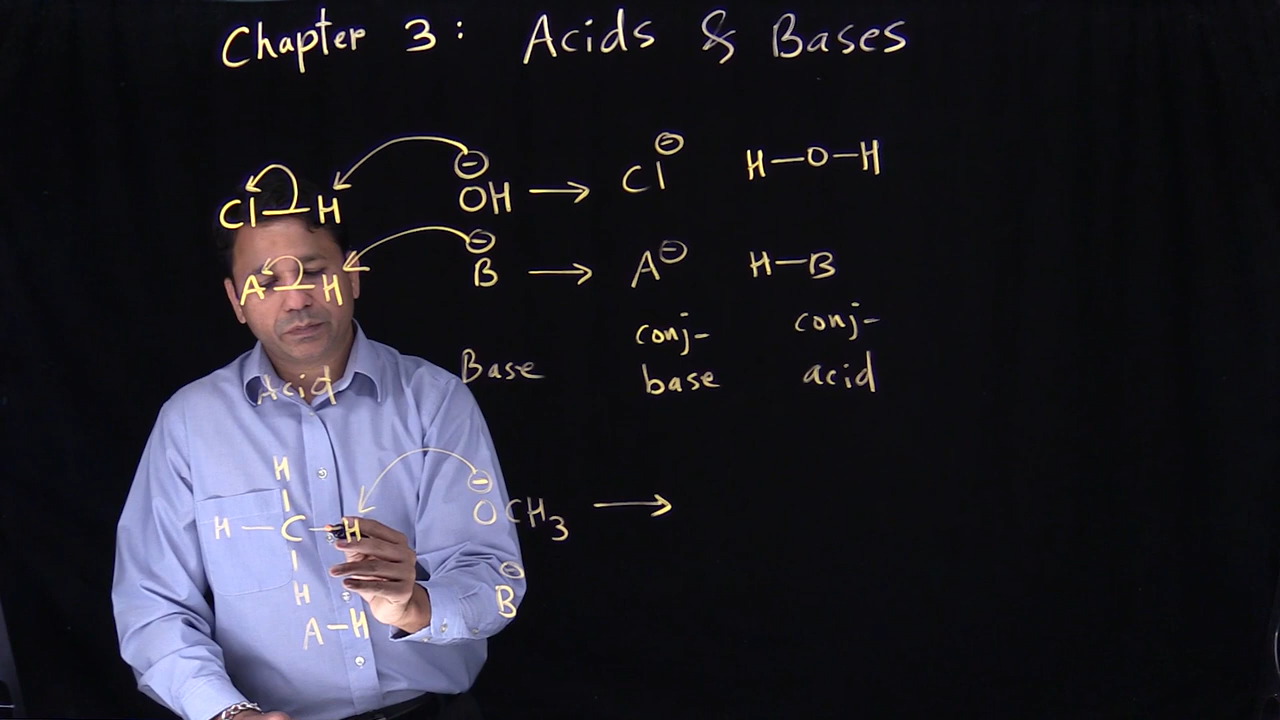 Chapter 3: Acids & Bases
Cl—H ⊖OH → Cl⊖ H—O—H
A—H ⊖B → A⊖ H—B
Acid Base conj- base conj- acid
H
H—C—H ⊖OCH3 →
H
A—H ⊖B